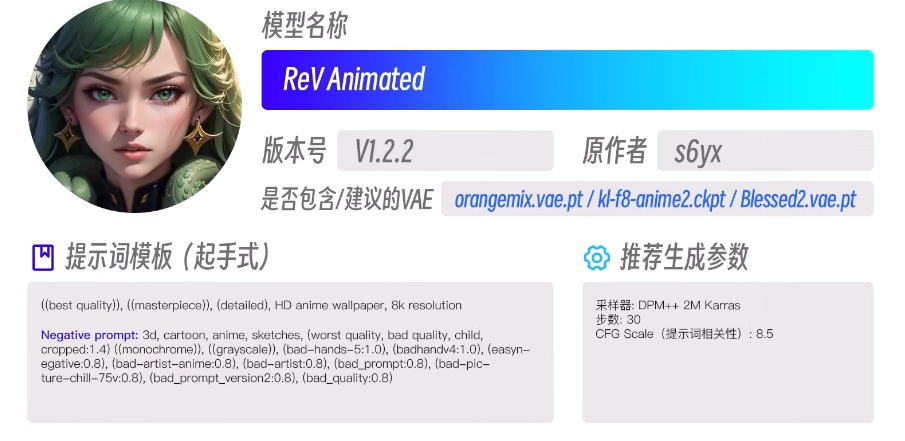 模型名称
ReV Animated
版本号 V1.2.2 原作者 s6yx
是否包含/建议的VAE orangemix.vae.pt / kl-f8-anime2.ckpt / Blessed2.vae.pt
提示词模板（起手式）
((best quality)), ((masterpiece)), (detailed), HD anime wallpaper, 8k resolution
Negative prompt: 3d, cartoon, anime, sketches, (worst quality, bad quality, child,
cropped:1.4) ((monochrome)), ((grayscale)), (bad-hands-5:1.0), (badhandv4:1.0), (easyn-
egative:0.8), (bad-artist-anime:0.8), (bad-artist:0.8), (bad_prompt:0.8), (bad-pic-
ture-chill-75v:0.8), (bad_prompt_version2:0.8), (bad_quality:0.8)
推荐生成参数
采样器: DPM++ 2M Karras
步数: 30
CFG Scale（提示词相关性）: 8.5